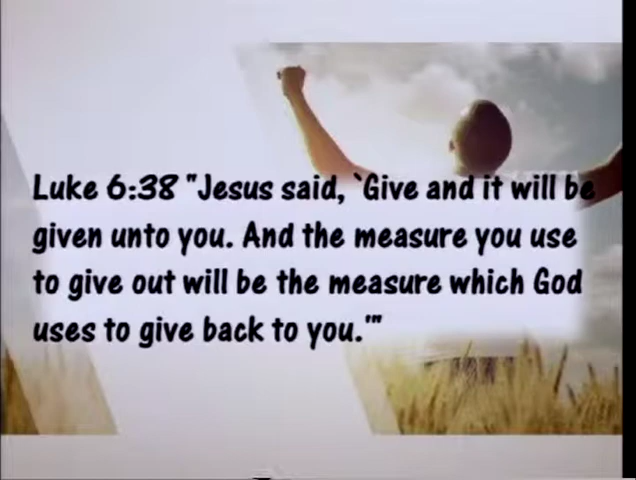 Luke 6:38 "Jesus said, `Give and it will be
given unto you. And the measure you use
to give out will be the measure which God
uses to give back to you.'"